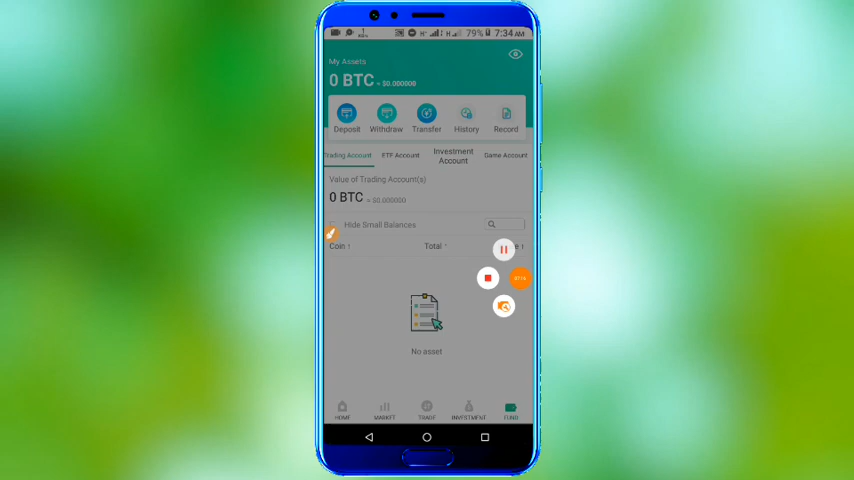 79% 7:34 AM
My Assets
0 BTC ≈ $0.000000
Deposit Withdraw Transfer History Record
Trading Account ETF Account Investment Account Game Account
Value of Trading Account(s)
0 BTC ≈ $0.000000
Hide Small Balances
Coin ↑ Total
No asset
HOME MARKET TRADE INVESTMENT FUND